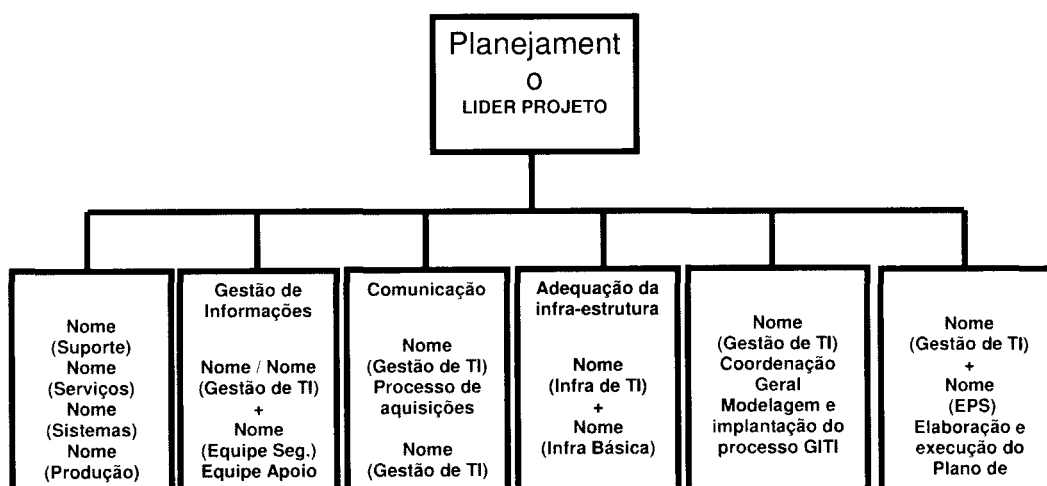 Planejament
o
LIDER PROJETO
Nome
(Suporte)
Nome
(Serviços)
Nome
(Sistemas)
Nome
(Produção)
Gestão de
Informações
Nome / Nome
(Gestão de TI)
+
Nome
(Equipe Seg.)
Equipe Apoio
Comunicação
Nome
(Gestão de TI)
Processo de
aquisições
Nome
(Gestão de TI)
Adequação da
infra-estrutura
Nome
(Infra de TI)
+
Nome
(Infra Básica)
Nome
(Gestão de TI)
Coordenação
Geral
Modelagem e
implantação do
processo GITI
Nome
(Gestão de TI)
+
Nome
(EPS)
Elaboração e
execução do
Plano de